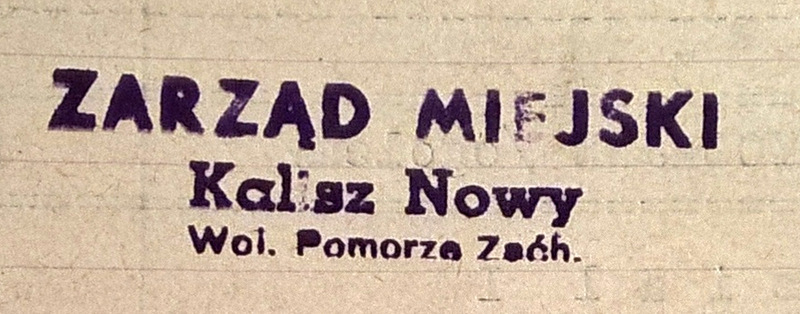 ZARZĄD MIEJSKI
Kalisz Nowy
Woj. Pomorze Zach.